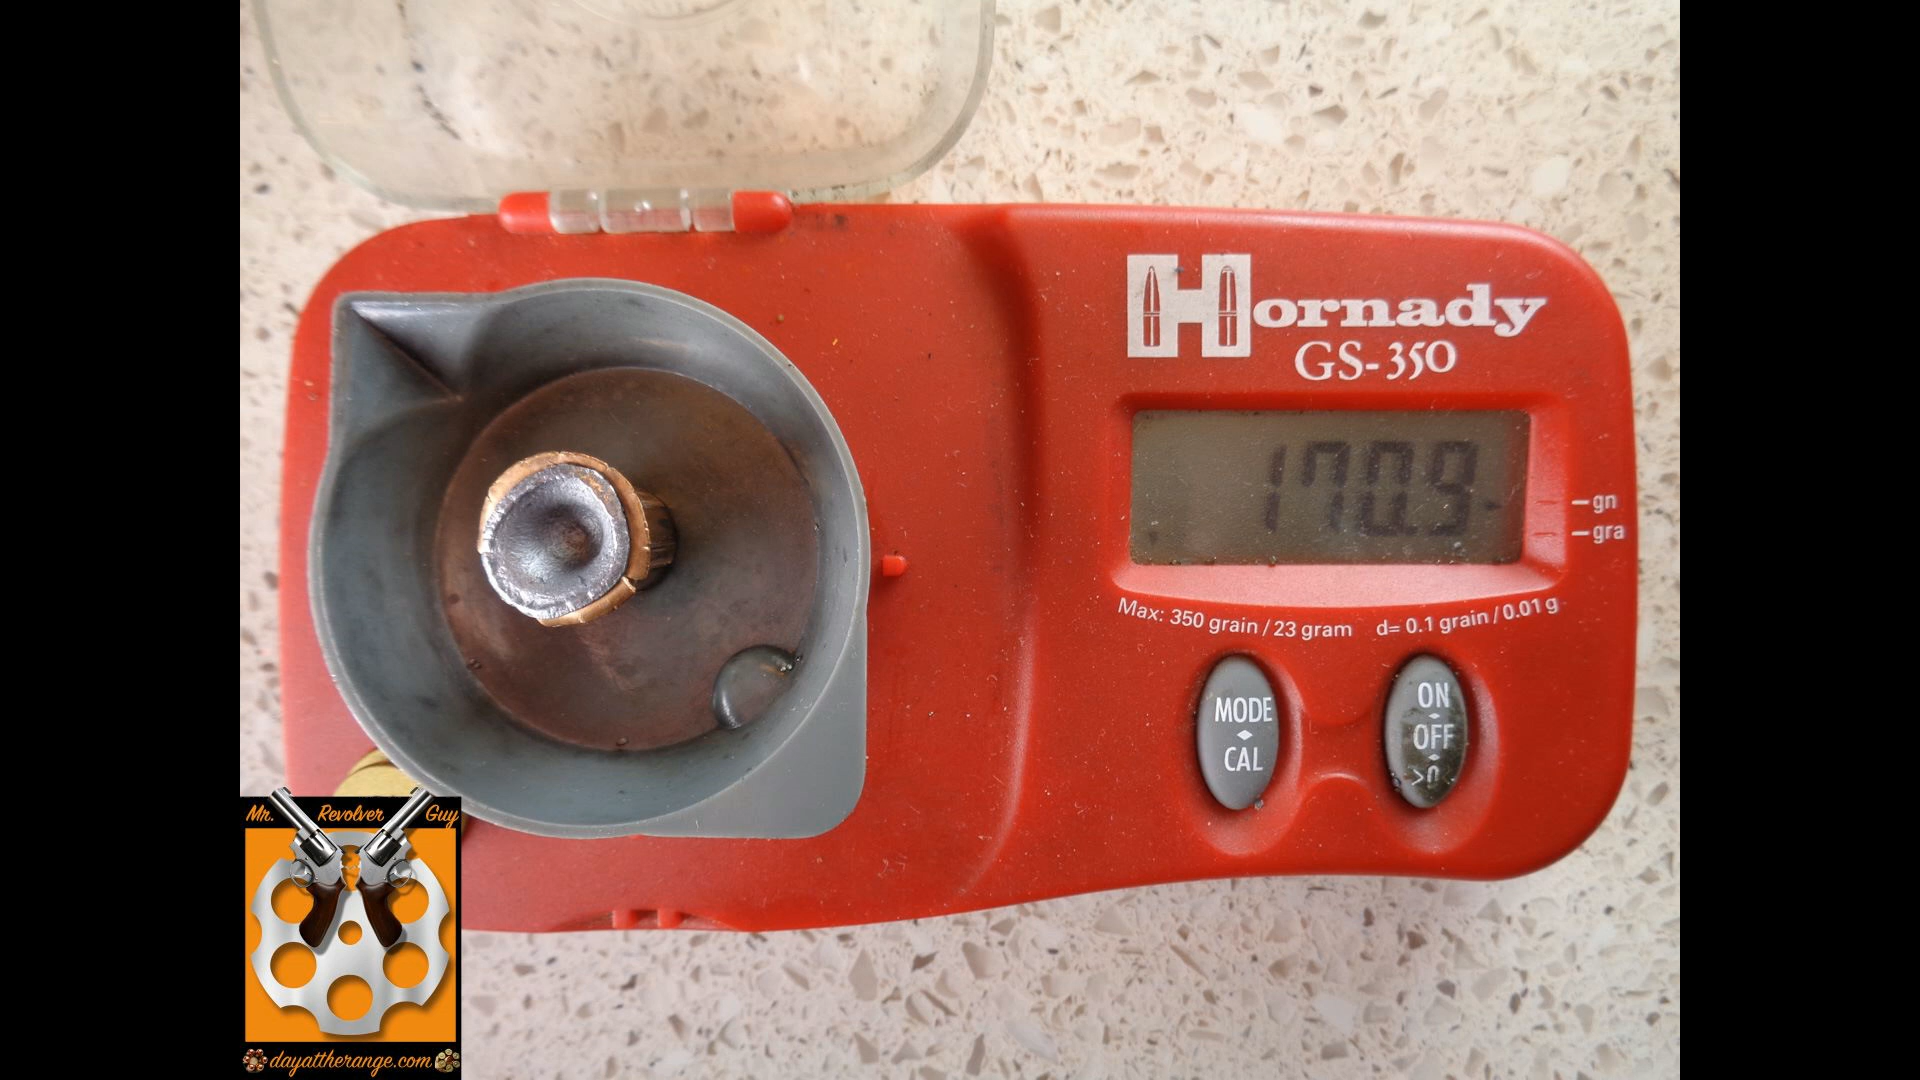 Hornady
GS-350
170.9
gn
gra
Max: 350 grain / 23 gram d= 0.1 grain / 0.01 g
MODE
CAL
ON
OFF
Mr. Revolver Guy
dayattherange.com